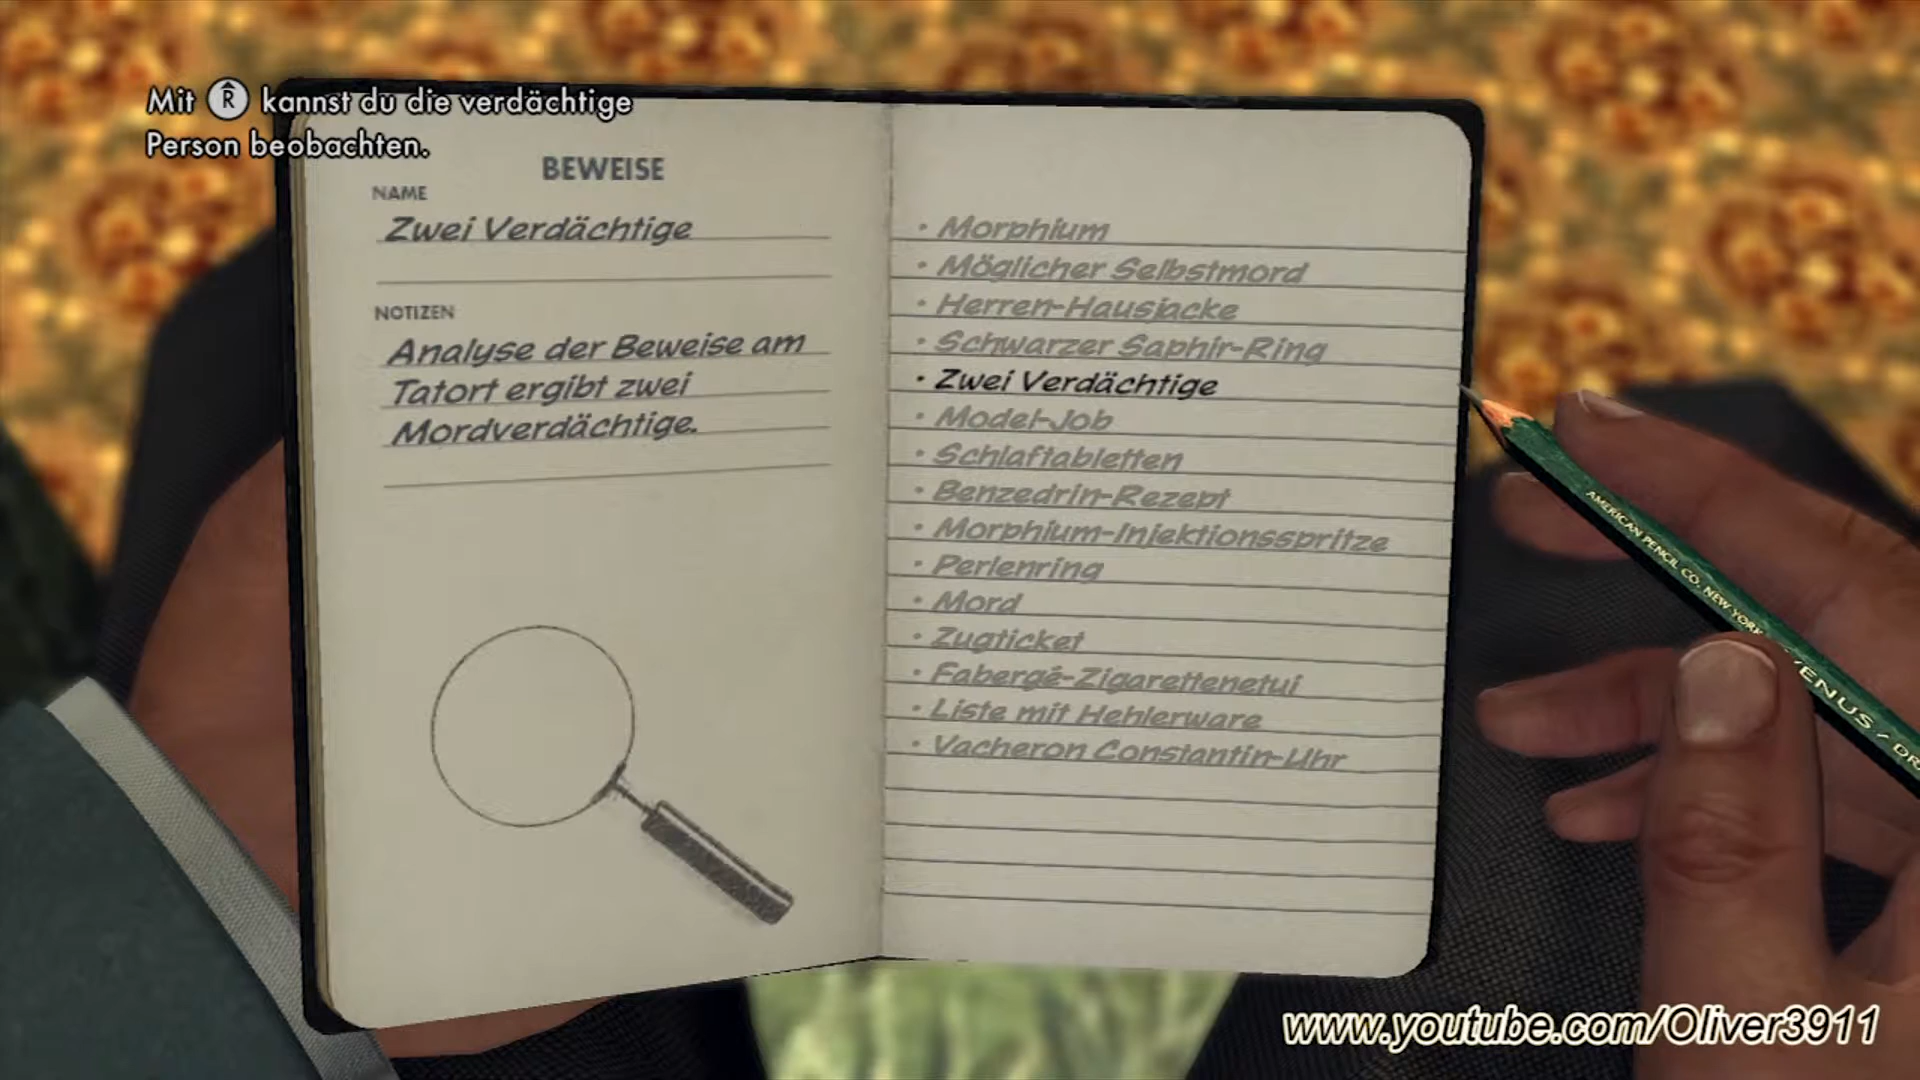 Mit R kannst du die verdächtige
Person beobachten.
BEWEISE
NAME
Zwei Verdächtige
NOTIZEN
Analyse der Beweise am
Tatort ergibt zwei
Mordverdächtige.
• Morphium
• Möglicher Selbstmord
• Herren-Hausjacke
• Schwarzer Saphir-Ring
• Zwei Verdächtige
• Model-Job
• Schlaftabletten
• Benzedrin-Rezept
• Morphium-Injektionsspritze
• Perlenring
• Mord
• Zugticket
• Fabergé-Zigarettenetui
• Liste mit Hehlerware
• Vacheron Constantin-Uhr
AMERICAN PENCIL CO. NEW YORK
VENUS / DR
www.youtube.com/Oliver3911